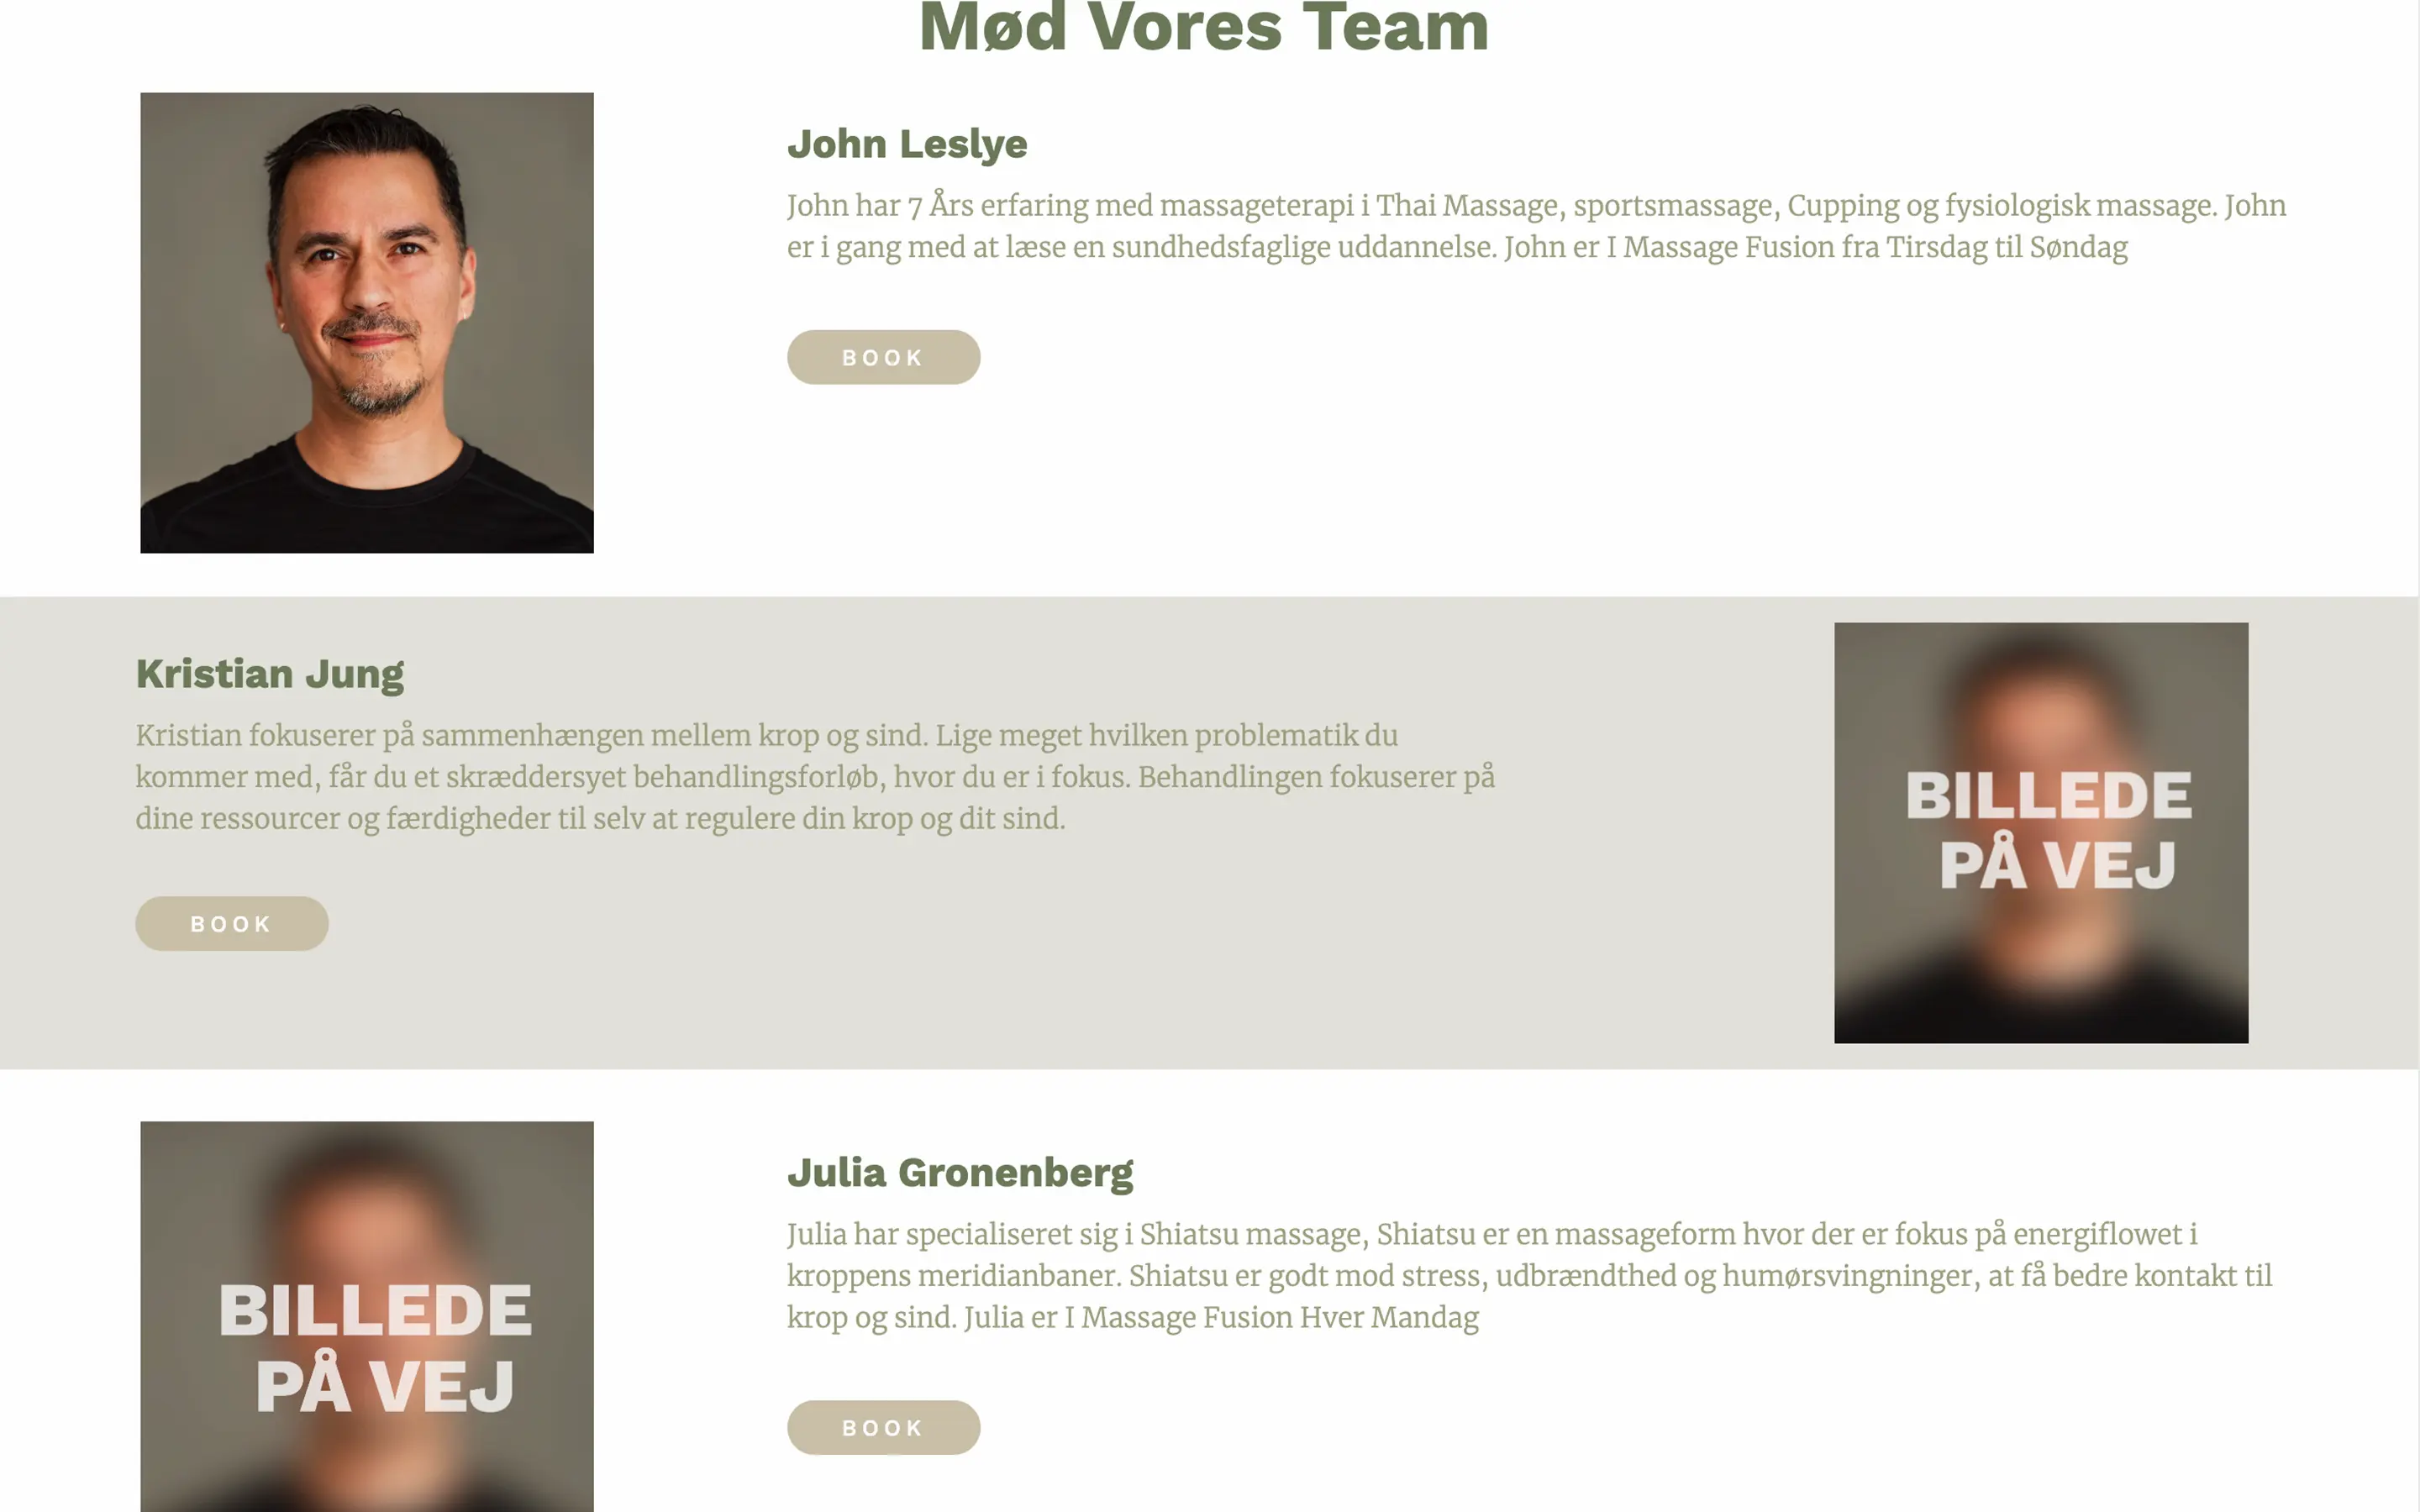 Mød Vores Team
John Leslye
John har 7 Års erfaring med massageterapi i Thai Massage, sportsmassage, Cupping og fysiologisk massage. John
er i gang med at læse en sundhedsfaglige uddannelse. John er I Massage Fusion fra Tirsdag til Søndag
BOOK
Kristian Jung
Kristian fokuserer på sammenhængen mellem krop og sind. Lige meget hvilken problematik du
kommer med, får du et skræddersyet behandlingsforløb, hvor du er i fokus. Behandlingen fokuserer på
dine ressourcer og færdigheder til selv at regulere din krop og dit sind.
BOOK
BILLEDE
PÅ VEJ
BILLEDE
PÅ VEJ
Julia Gronenberg
Julia har specialiseret sig i Shiatsu massage, Shiatsu er en massageform hvor der er fokus på energiflowet i
kroppens meridianbaner. Shiatsu er godt mod stress, udbrændthed og humørsvingninger, at få bedre kontakt til
krop og sind. Julia er I Massage Fusion Hver Mandag
BOOK